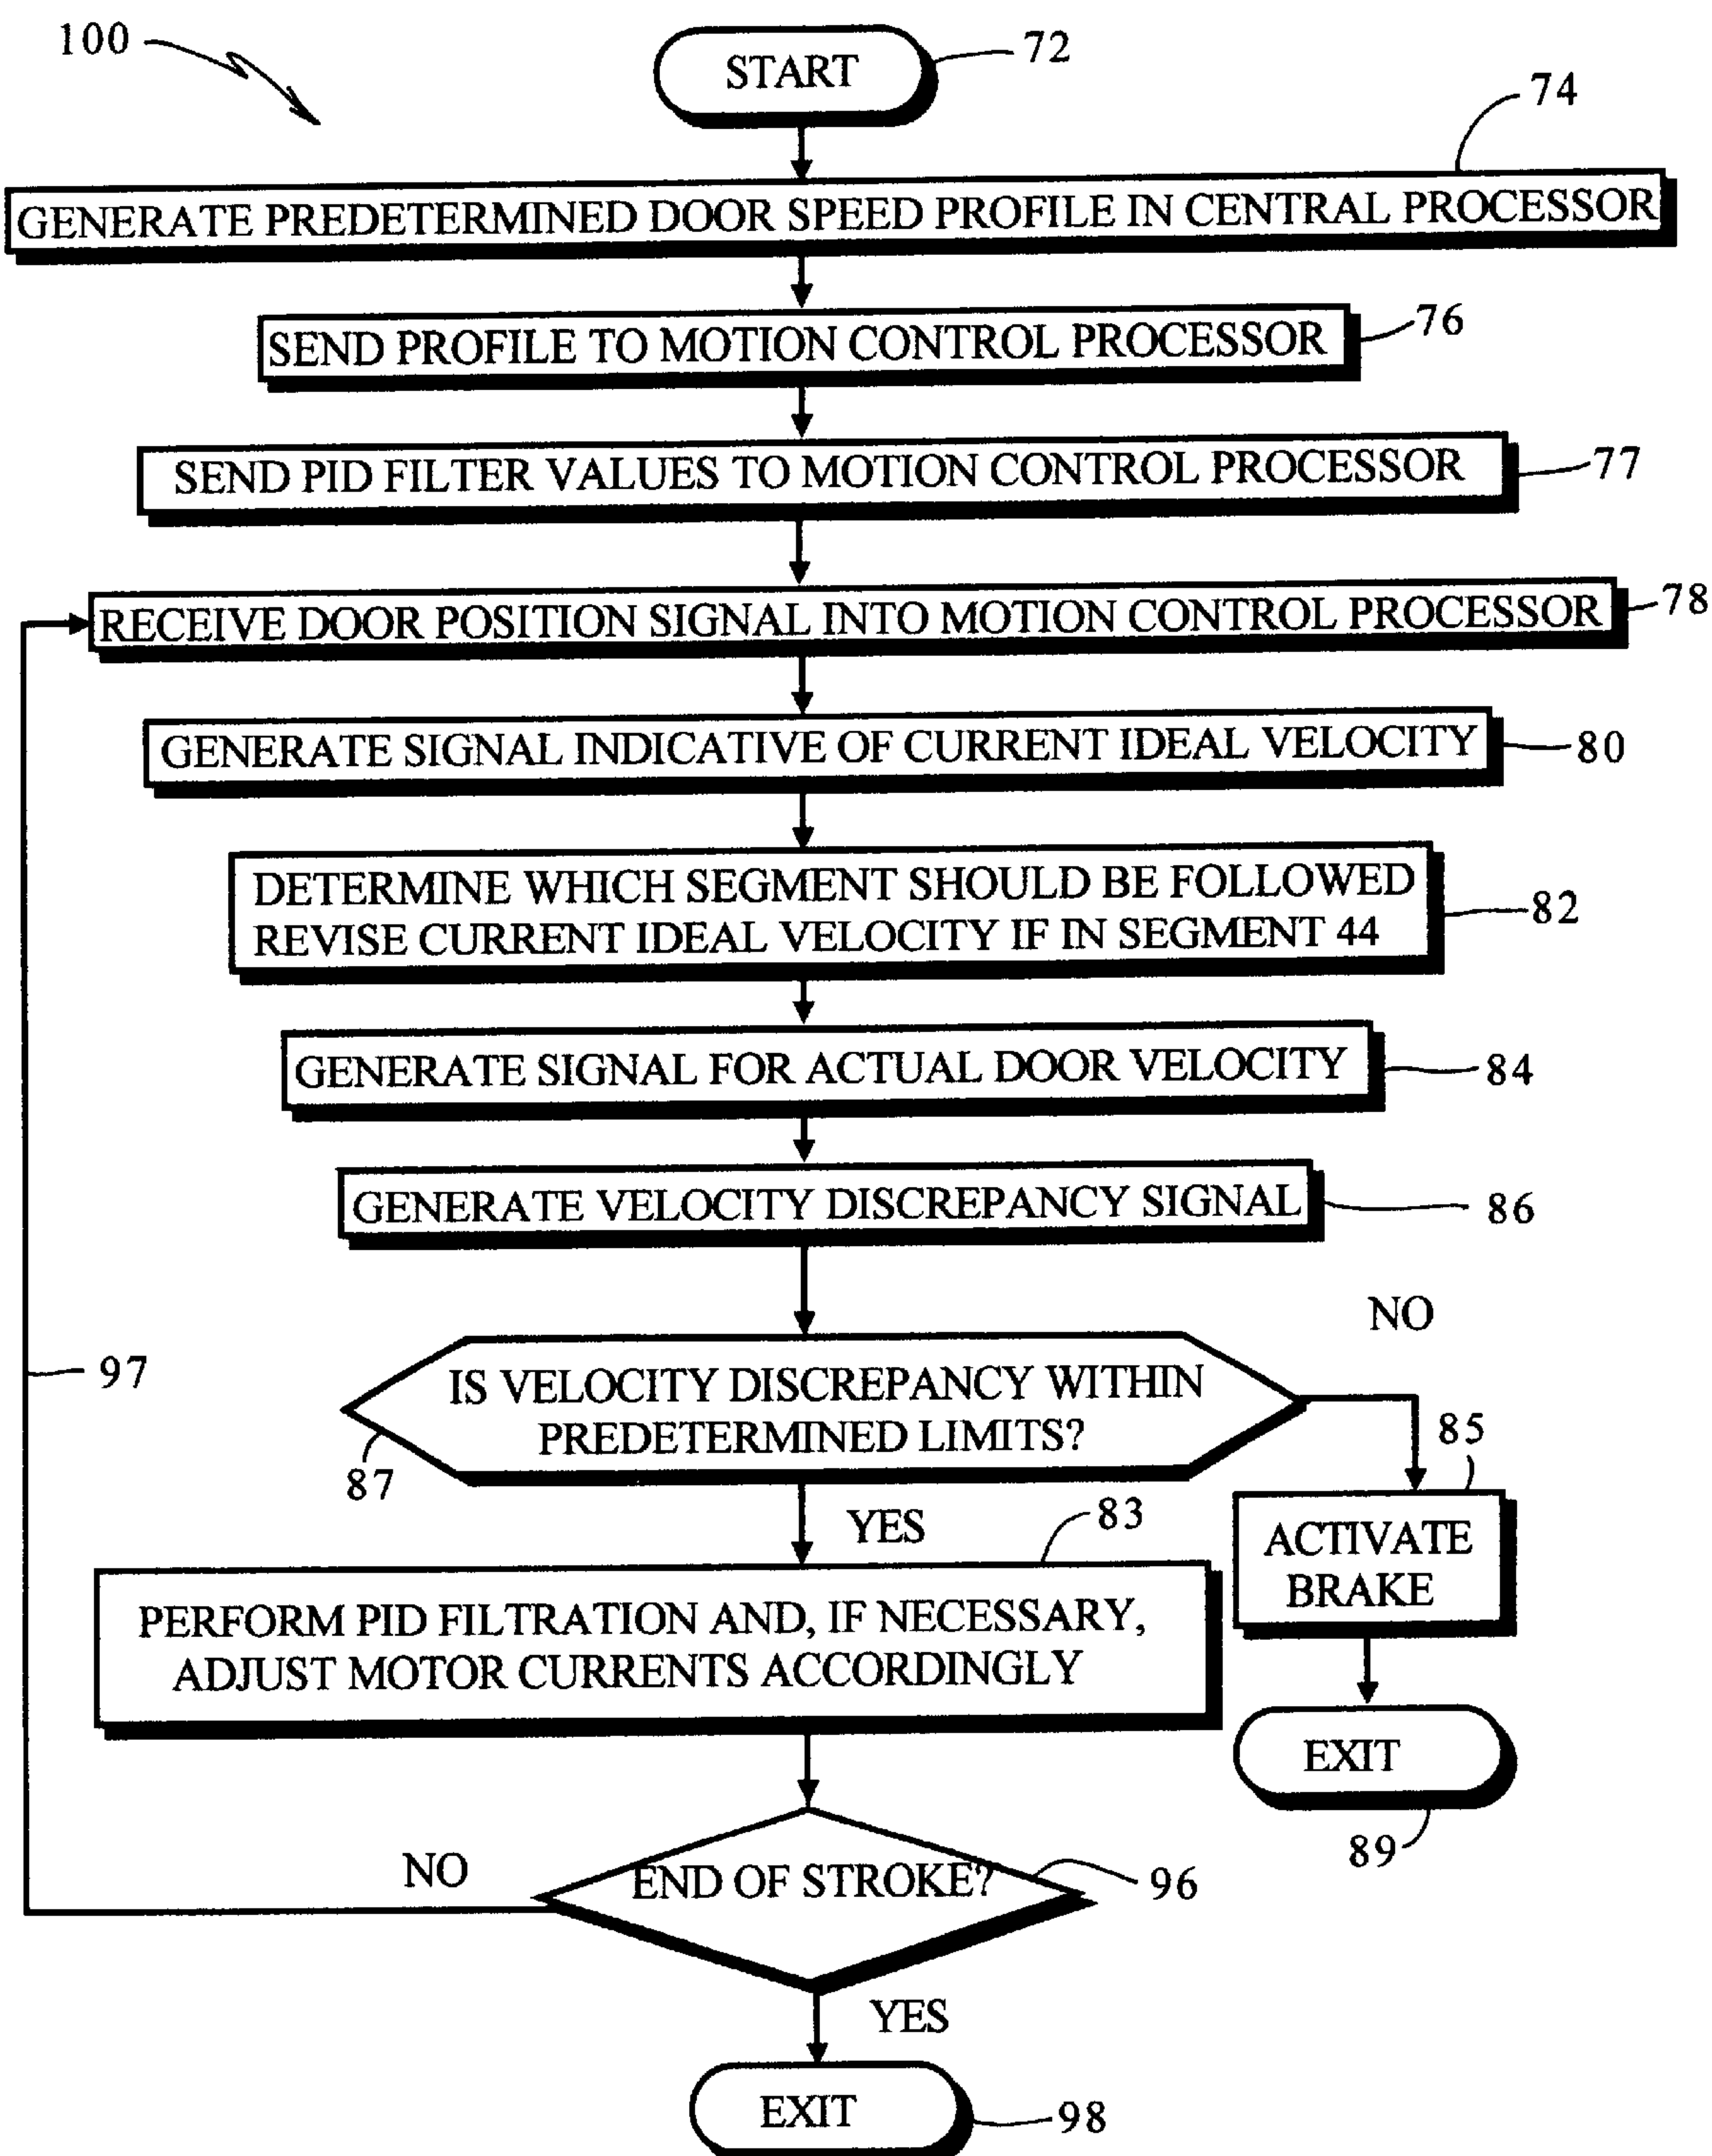 100
START
72
74
GENERATE PREDETERMINED DOOR SPEED PROFILE IN CENTRAL PROCESSOR
SEND PROFILE TO MOTION CONTROL PROCESSOR
76
SEND PID FILTER VALUES TO MOTION CONTROL PROCESSOR
77
RECEIVE DOOR POSITION SIGNAL INTO MOTION CONTROL PROCESSOR
78
GENERATE SIGNAL INDICATIVE OF CURRENT IDEAL VELOCITY
80
DETERMINE WHICH SEGMENT SHOULD BE FOLLOWED
REVISE CURRENT IDEAL VELOCITY IF IN SEGMENT 44
82
GENERATE SIGNAL FOR ACTUAL DOOR VELOCITY
84
GENERATE VELOCITY DISCREPANCY SIGNAL
86
NO
97
IS VELOCITY DISCREPANCY WITHIN
PREDETERMINED LIMITS?
87
85
YES
83
ACTIVATE
BRAKE
PERFORM PID FILTRATION AND, IF NECESSARY,
ADJUST MOTOR CURRENTS ACCORDINGLY
EXIT
89
NO
END OF STROKE?
96
YES
EXIT
98